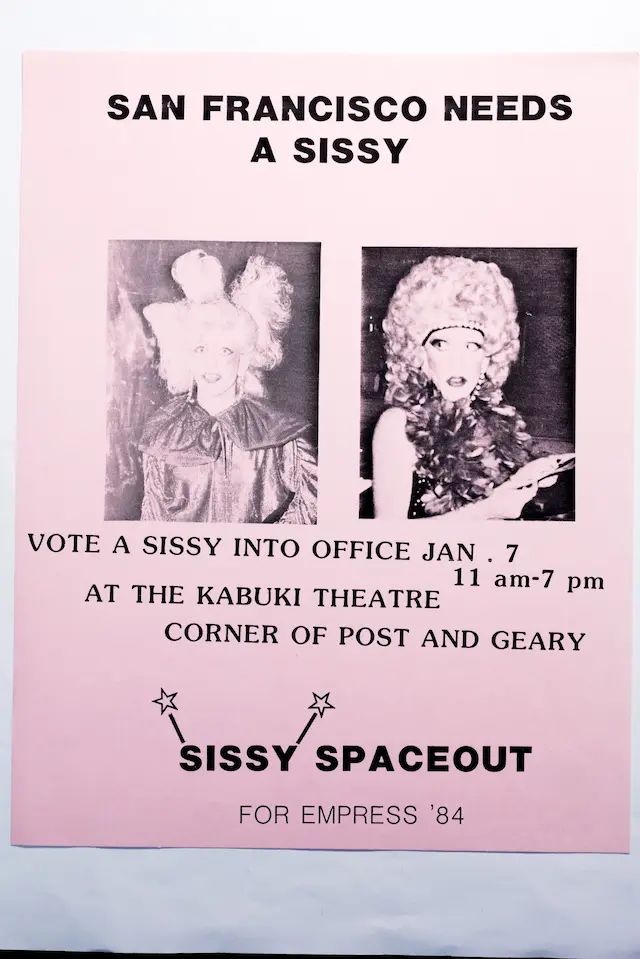 SAN FRANCISCO NEEDS
A SISSY
VOTE A SISSY INTO OFFICE JAN . 7
11 am-7 pm
AT THE KABUKI THEATRE
CORNER OF POST AND GEARY
SISSY SPACEOUT
FOR EMPRESS '84